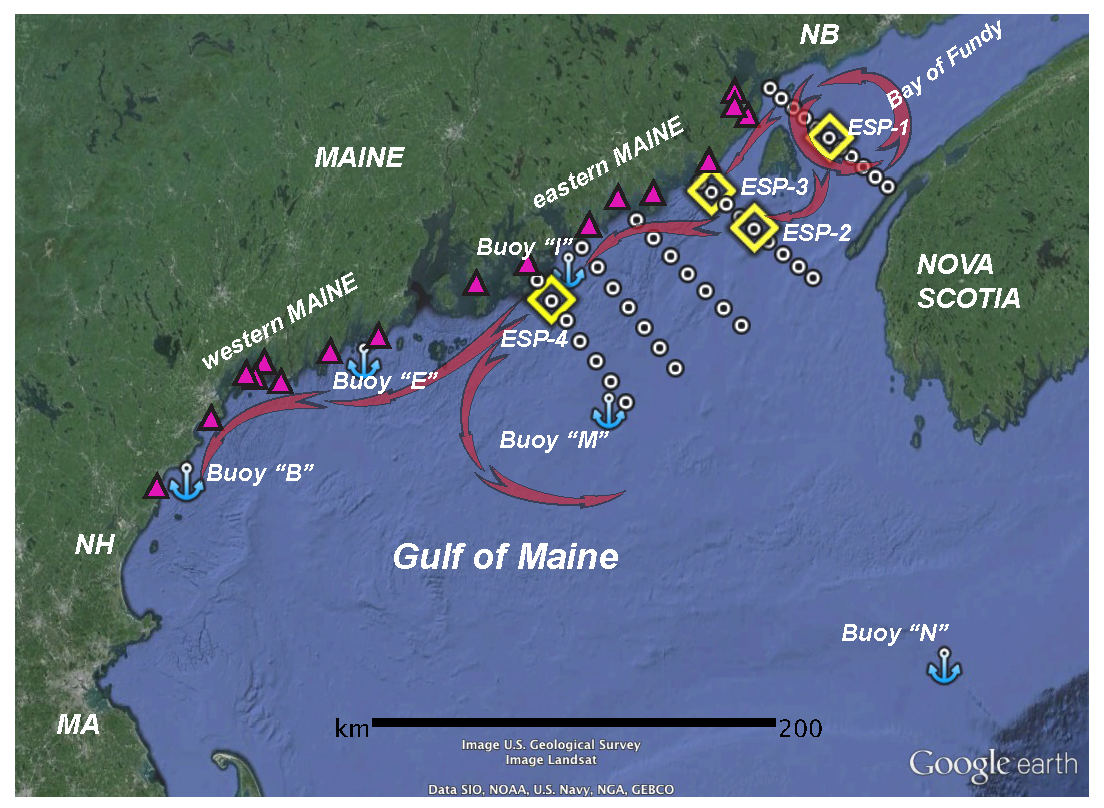 NB
Bay of Fundy
ESP-1
MAINE
eastern MAINE
ESP-3
ESP-2
Buoy “I”
NOVA
SCOTIA
western MAINE
ESP-4
Buoy “E”
Buoy “M”
Buoy “B”
NH
Gulf of Maine
Buoy “N”
MA
km 200
Image U.S. Geological Survey
Image Landsat
Google earth
Data SIO, NOAA, U.S. Navy, NGA, GEBCO